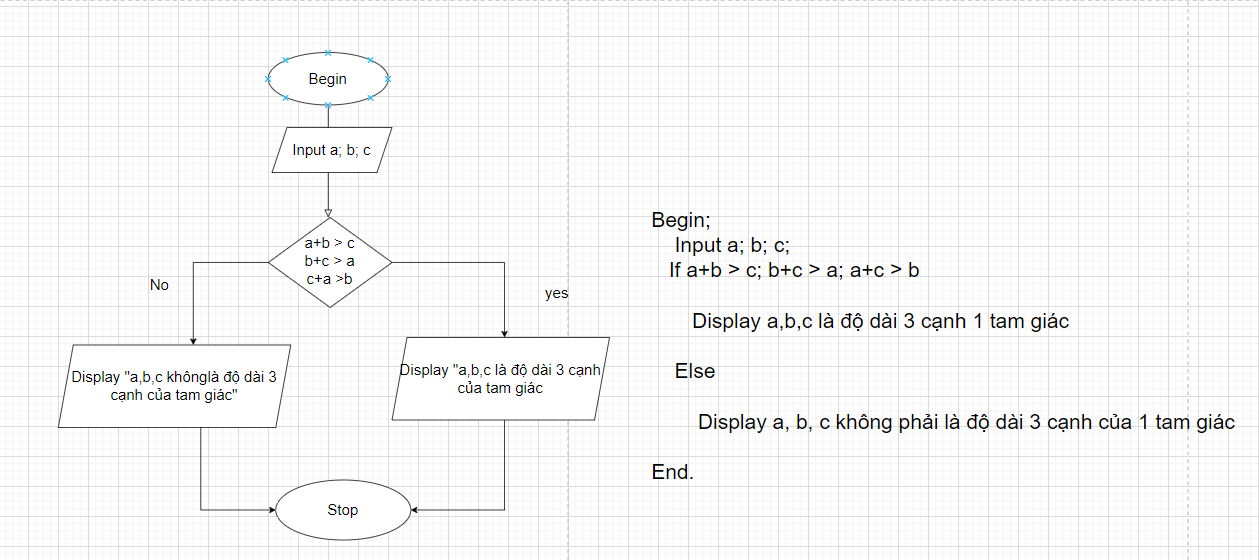 Begin
Input a; b; c
a+b > c
b+c > a
c+a >b
No
yes
Display "a,b,c khônglà độ dài 3
cạnh của tam giác"
Display "a,b,c là độ dài 3 cạnh
của tam giác
Stop
Begin;
Input a; b; c;
If a+b > c; b+c > a; a+c > b
Display a,b,c là độ dài 3 cạnh 1 tam giác
Else
Display a, b, c không phải là độ dài 3 cạnh của 1 tam giác
End.